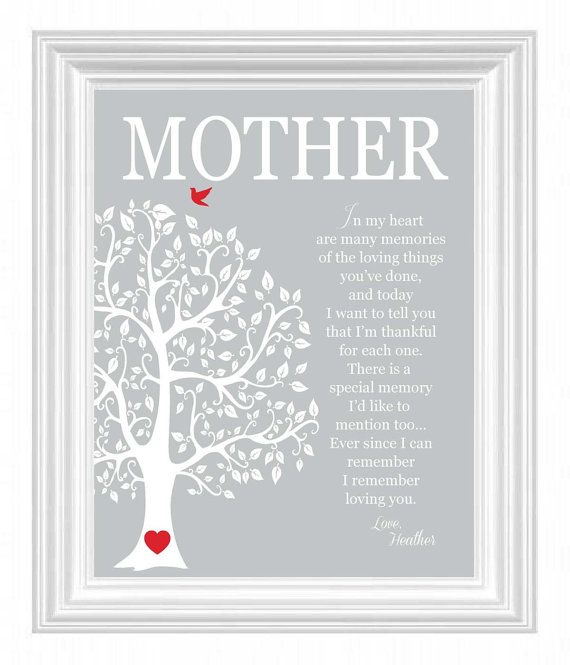 MOTHER
In my heart
are many memories
of the loving things
you've done,
and today
I want to tell you
that I'm thankful
for each one.
There is a
special memory
I'd like to
mention too...
Ever since I can
remember
I remember
loving you.
Love,
Heather